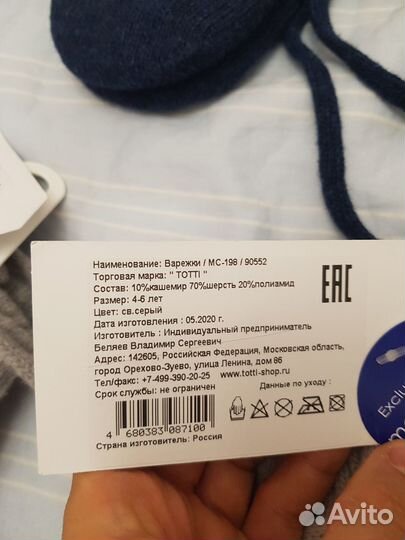 Наименование: Варежки / МС-198 / 90552
Торговая марка: " TOTTI "
Состав: 10%кашемир 70%шерсть 20%полиамид
Размер: 4-6 лет
Цвет: св.серый
Дата изготовления : 05.2020 г.
Изготовитель : Индивидуальный предприниматель
Беляев Владимир Сергеевич
Адрес: 142605, Российская Федерация, Московская область,
город Орехово-Зуево, улица Ленина, дом 86
Тел/факс: +7-499-390-20-25 www.totti-shop.ru
Срок службы: не ограничен
Данные по уходу :
4 680383 087100
Страна изготовитель: Россия
EAC
Exclu
Avito